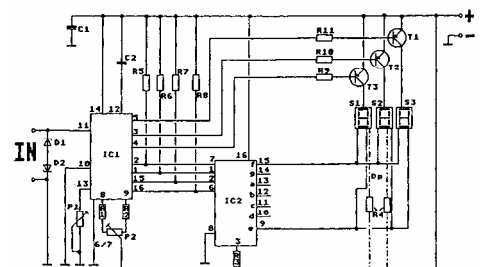 C1
+
-
R11
T1
R10
T2
R9
T3
C2
R5 R7
R6 R8
14 12
S1 S2 S3
11
5
3
4
IN
D1
D2
IC1
10
13
2
1
15
16
7
2
6
16
IC2
f 15
g 14
a 13
b 12
c 11
d 10
e 9
Dp
R4
P1
8 9
6/7
P2
8
3